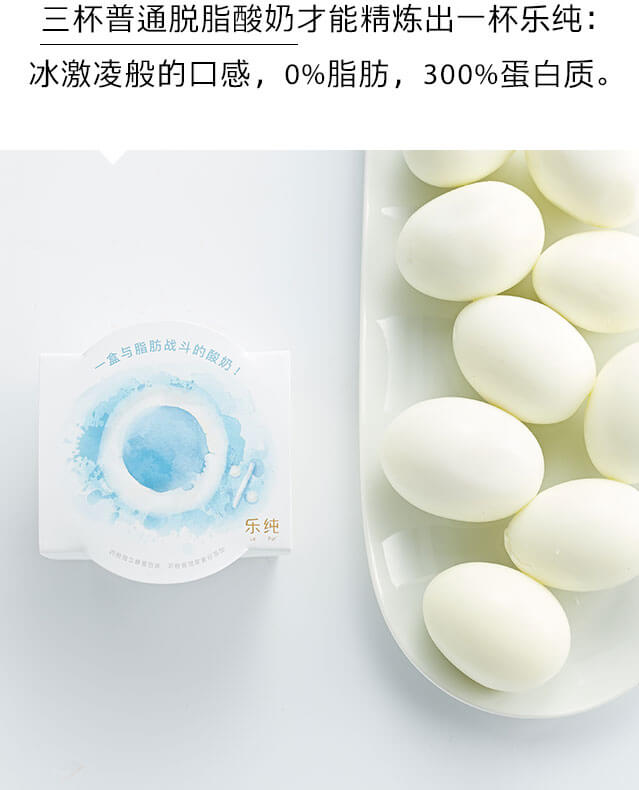 三杯普通脱脂酸奶才能精炼出一杯乐纯：
冰激凌般的口感，0%脂肪，300%蛋白质。
一盒与脂肪战斗的酸奶！
乐纯